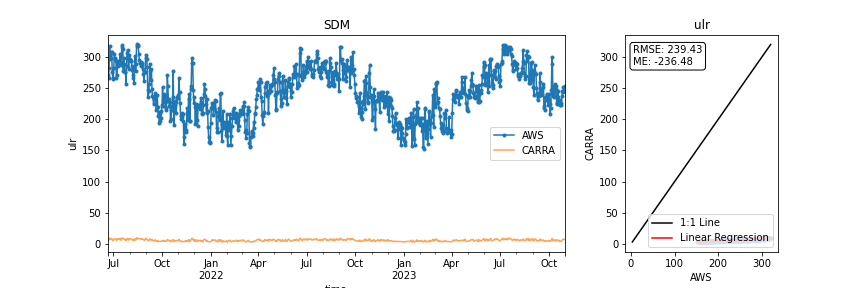 SDM
ulr
300
250
200
150
100
50
0
ulr
AWS
CARRA
Jul
Oct
Jan
2022
Apr
Jul
Oct
Jan
2023
Apr
Jul
Oct
time
RMSE: 239.43
ME: -236.48
300
250
200
150
100
50
0
CARRA
1:1 Line
Linear Regression
0
100
200
300
AWS